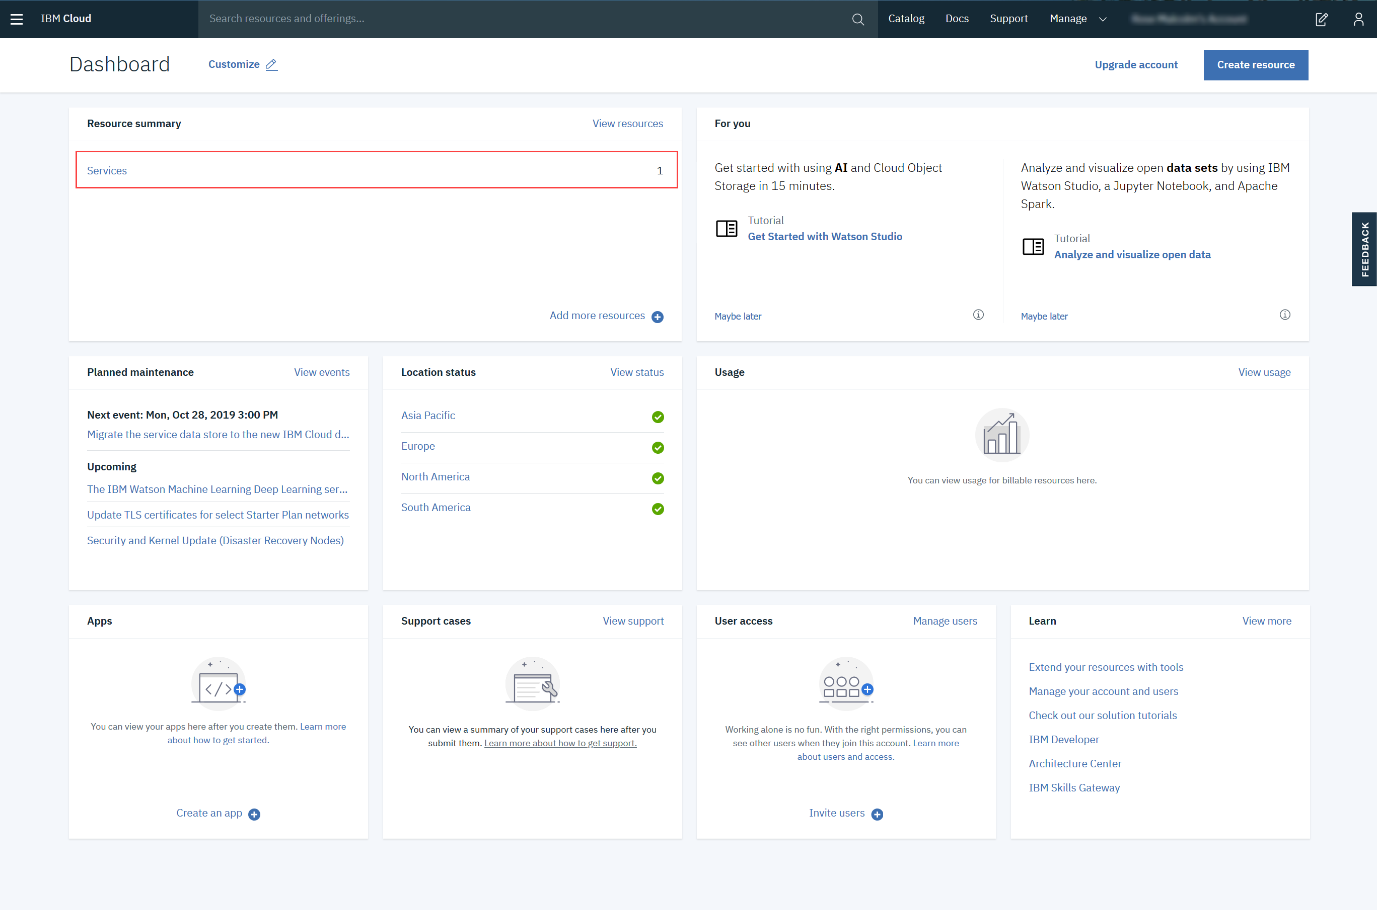 IBM Cloud
Search resources and offerings...
Catalog
Docs
Support
Manage
Dashboard
Customize
Upgrade account
Create resource
FEEDBACK
Resource summary
View resources
Services
1
Add more resources
For you
Get started with using AI and Cloud Object
Storage in 15 minutes.
Tutorial
Get Started with Watson Studio
Maybe later
Analyze and visualize open data sets by using IBM
Watson Studio, a Jupyter Notebook, and Apache
Spark.
Tutorial
Analyze and visualize open data
Maybe later
Planned maintenance
View events
Next event: Mon, Oct 28, 2019 3:00 PM
Migrate the service data store to the new IBM Cloud d...
Upcoming
The IBM Watson Machine Learning Deep Learning ser...
Update TLS certificates for select Starter Plan networks
Security and Kernel Update (Disaster Recovery Nodes)
Location status
View status
Asia Pacific
Europe
North America
South America
Usage
View usage
You can view usage for billable resources here.
Apps
You can view your apps here after you create them. Learn more
about how to get started.
Create an app
Support cases
View support
You can view a summary of your support cases here after you
submit them. Learn more about how to get support.
User access
Manage users
Working alone is no fun. With the right permissions, you can
see other users when they join this account. Learn more
about users and access.
Invite users
Learn
View more
Extend your resources with tools
Manage your account and users
Check out our solution tutorials
IBM Developer
Architecture Center
IBM Skills Gateway